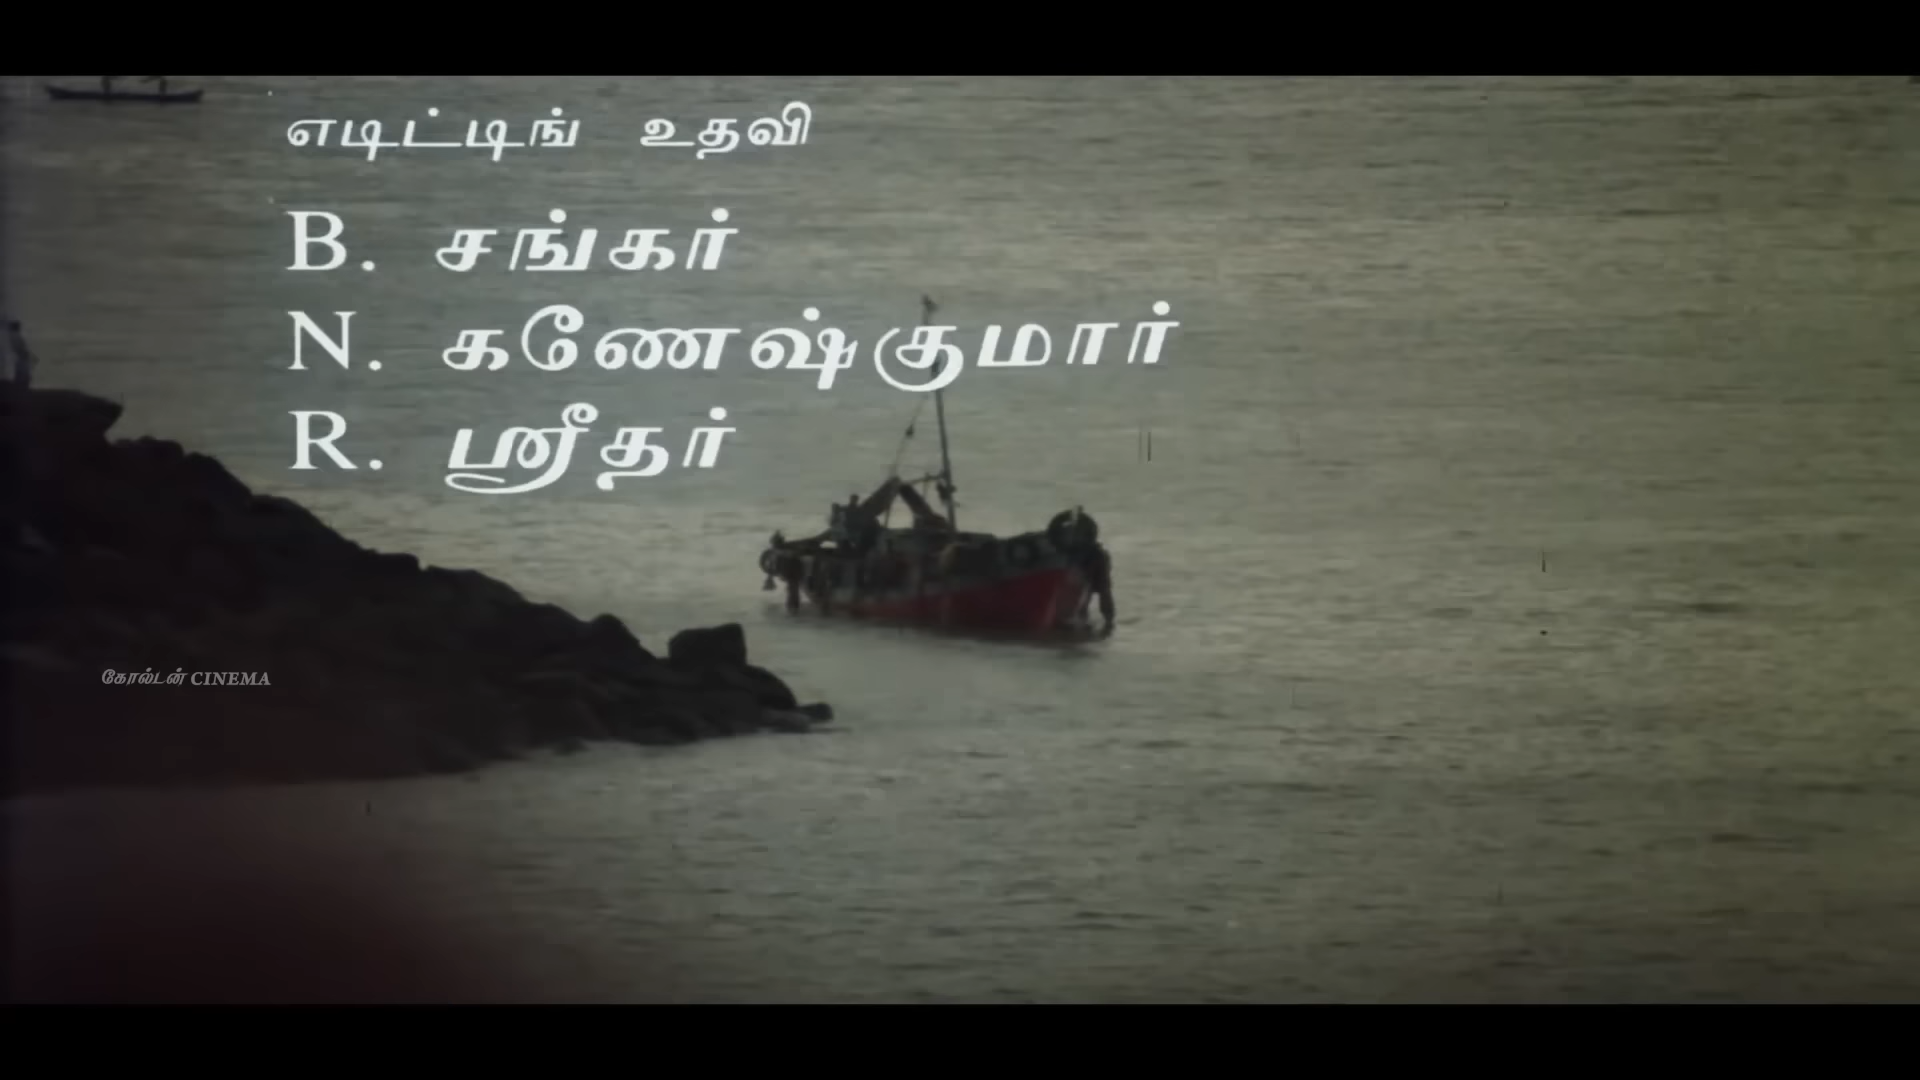 எடிட்டிங் உதவி
B. சங்கர்
N. கணேஷ்குமார்
R. ஸ்ரீதர்
கோல்டன் CINEMA